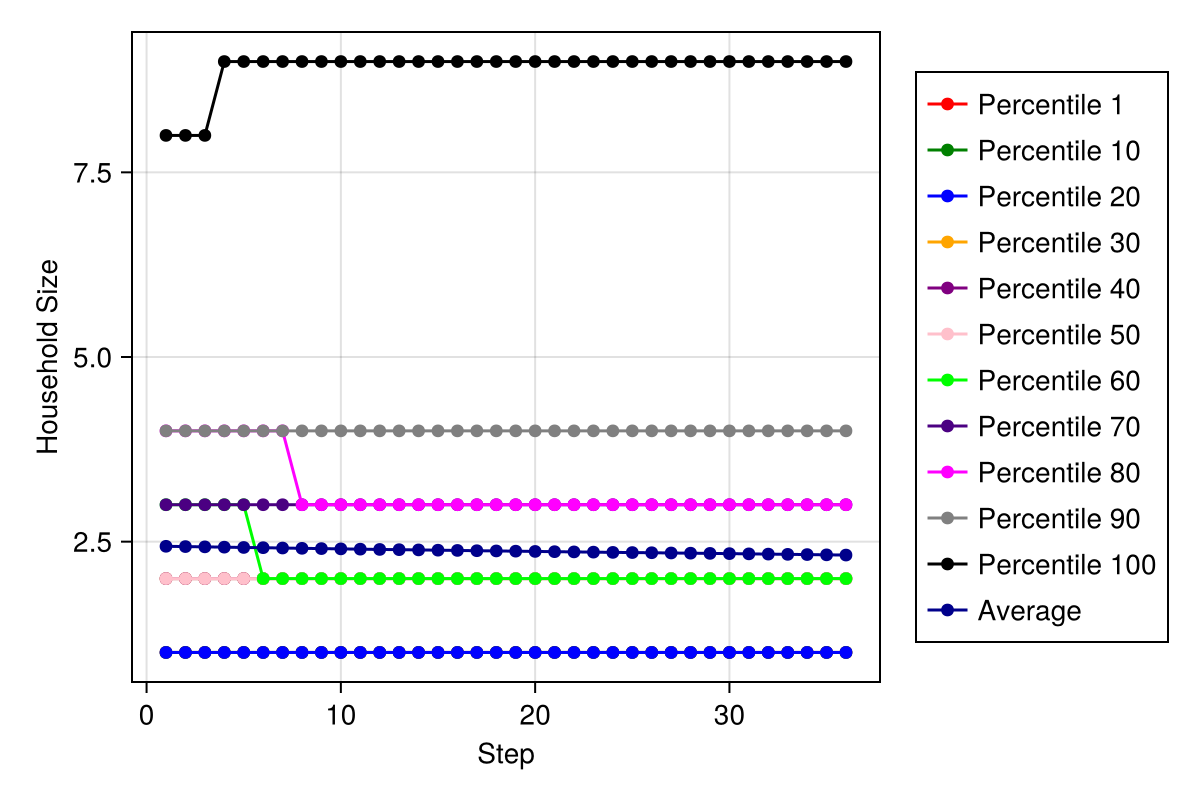 7.5
5.0
2.5
Household Size
0 10 20 30
Step
Percentile 1
Percentile 10
Percentile 20
Percentile 30
Percentile 40
Percentile 50
Percentile 60
Percentile 70
Percentile 80
Percentile 90
Percentile 100
Average